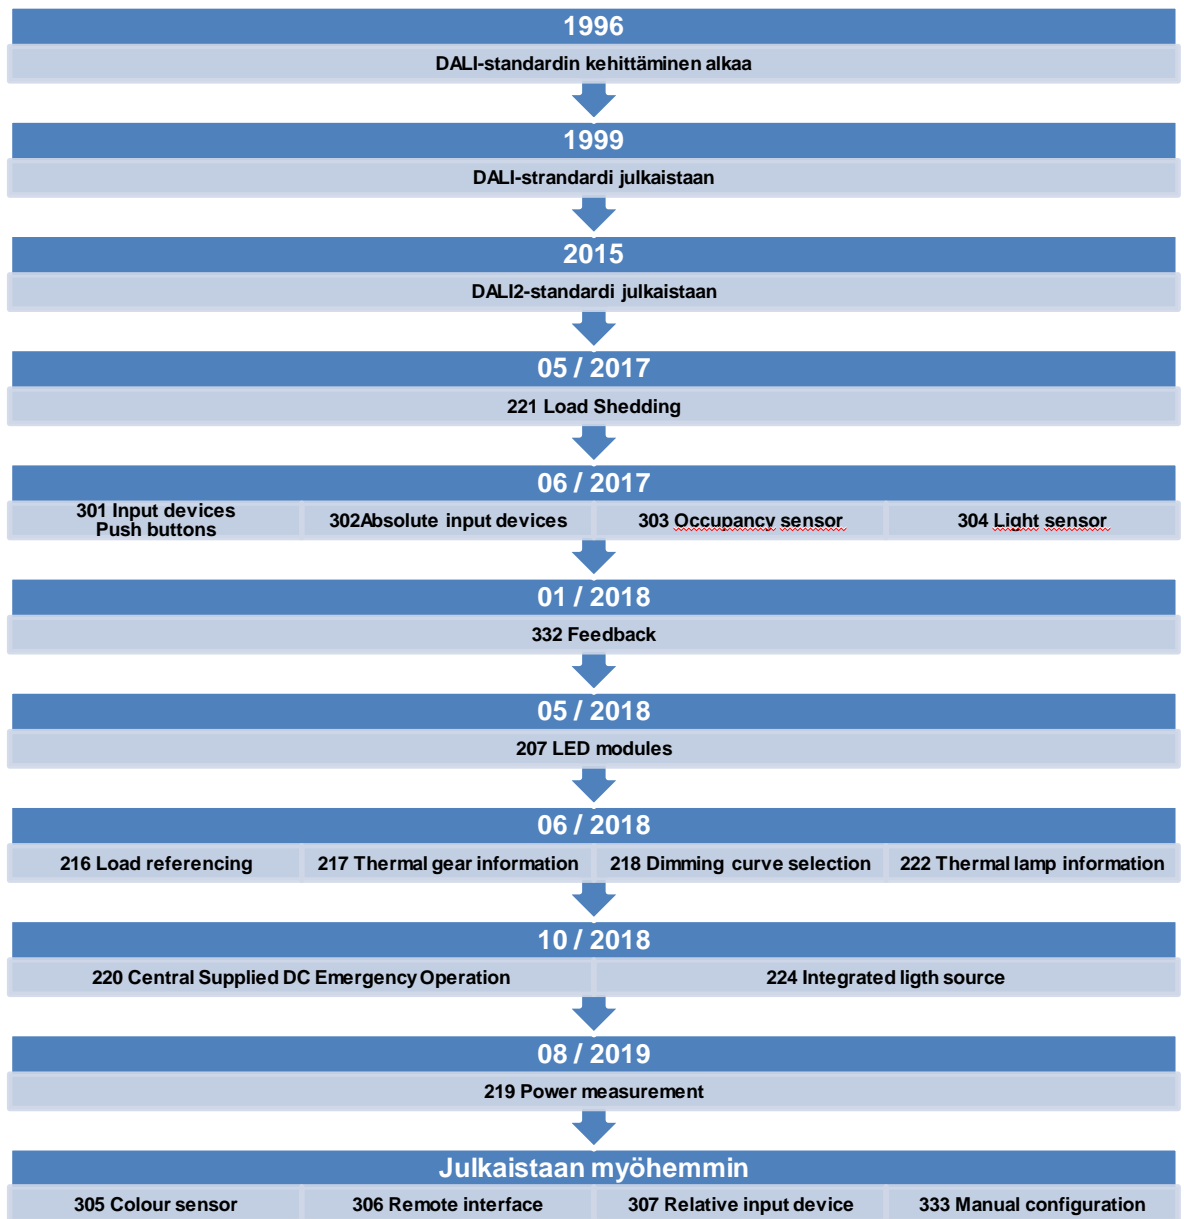 1996
DALI-standardin kehittäminen alkaa
1999
DALI-strandardi julkaistaan
2015
DALI2-standardi julkaistaan
05 / 2017
221 Load Shedding
06 / 2017
301 Input devices
Push buttons
302Absolute input devices
303 Occupancy sensor
304 Light sensor
01 / 2018
332 Feedback
05 / 2018
207 LED modules
06 / 2018
216 Load referencing
217 Thermal gear information
218 Dimming curve selection
222 Thermal lamp information
10 / 2018
220 Central Supplied DC Emergency Operation
224 Integrated ligth source
08 / 2019
219 Power measurement
Julkaistaan myöhemmin
305 Colour sensor
306 Remote interface
307 Relative input device
333 Manual configuration